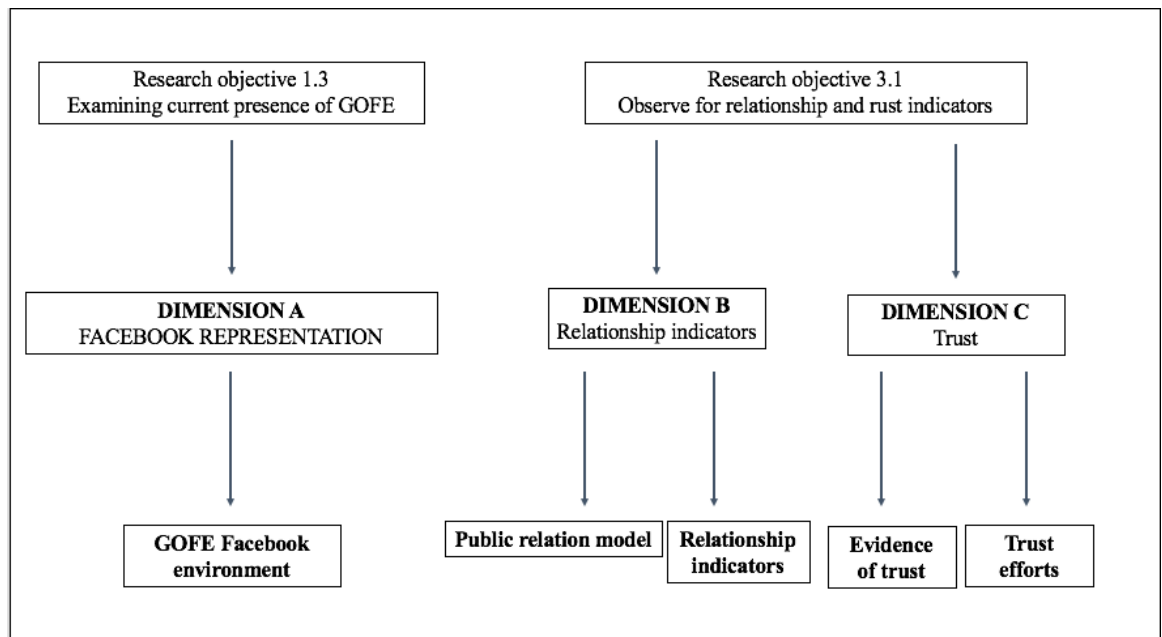 Research objective 1.3
Examining current presence of GOFE
Research objective 3.1
Observe for relationship and rust indicators
DIMENSION A
FACEBOOK REPRESENTATION
DIMENSION B
Relationship indicators
DIMENSION C
Trust
GOFE Facebook
environment
Public relation model
Relationship
indicators
Evidence
of trust
Trust
efforts